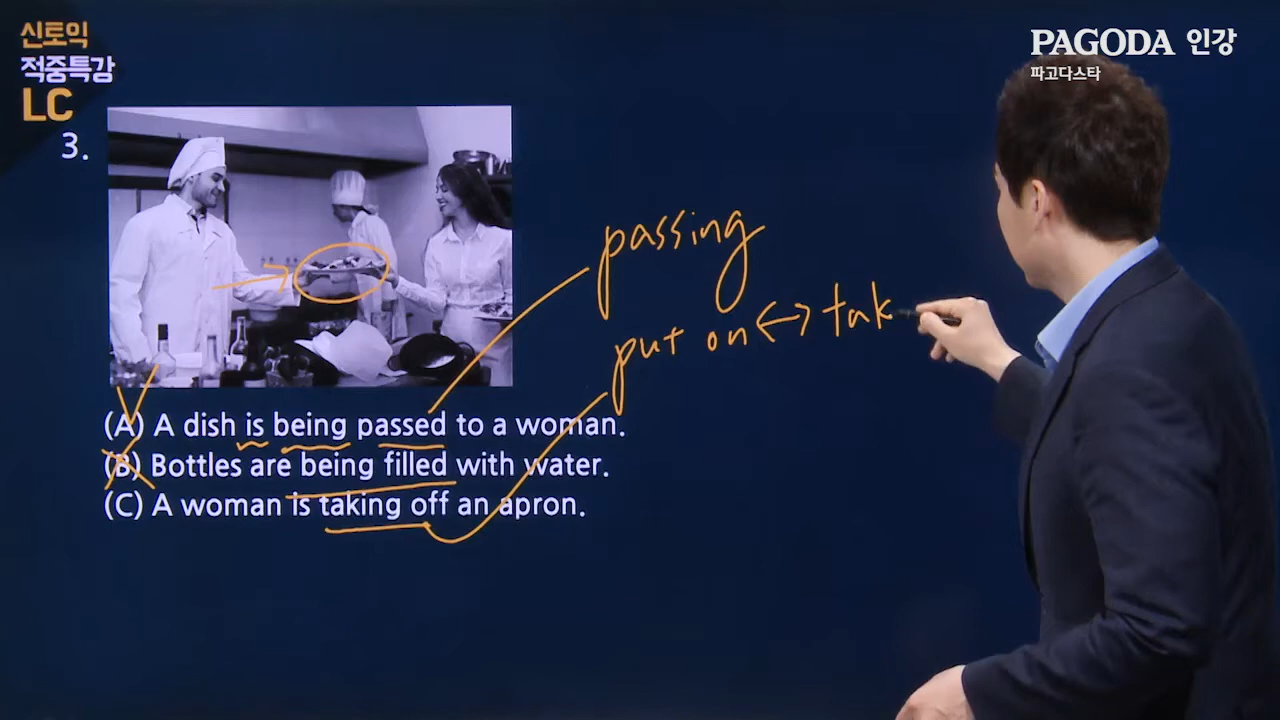 신토익
적중특강
LC
PAGODA 인강
파고다스타
3.
passing
put on ↔ tak
(A) A dish is being passed to a woman.
(B) Bottles are being filled with water.
(C) A woman is taking off an apron.